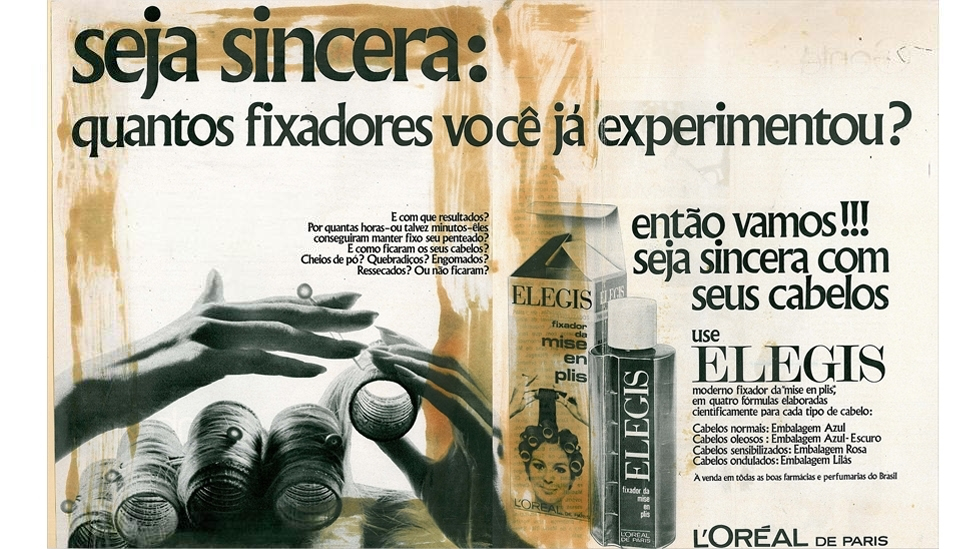 seja sincera:
quantos fixadores você já experimentou?
E com que resultados?
Por quantas horas-ou talvez minutos-êles
conseguiram manter fixo seu penteado?
E como ficaram os seus cabelos?
Cheios de pó? Quebradiços? Engomados?
Ressecados? Ou não ficaram?
então vamos!!!
seja sincera com
seus cabelos
use
ELEGIS
moderno fixador da "mise en plis",
em quatro fórmulas elaboradas
cientificamente para cada tipo de cabelo:
Cabelos normais: Embalagem Azul
Cabelos oleosos : Embalagem Azul-Escuro
Cabelos sensibilizados: Embalagem Rosa
Cabelos ondulados: Embalagem Lilás
À venda em tôdas as boas farmácias e perfumarias do Brasil
L'ORÉAL DE PARIS
ELEGIS
fixador
da
mise
en
plis
L'ORÉAL DE PARIS
ELEGIS
ELEGIS
fixador da
mise
en
plis
L'ORÉAL
DE PARIS